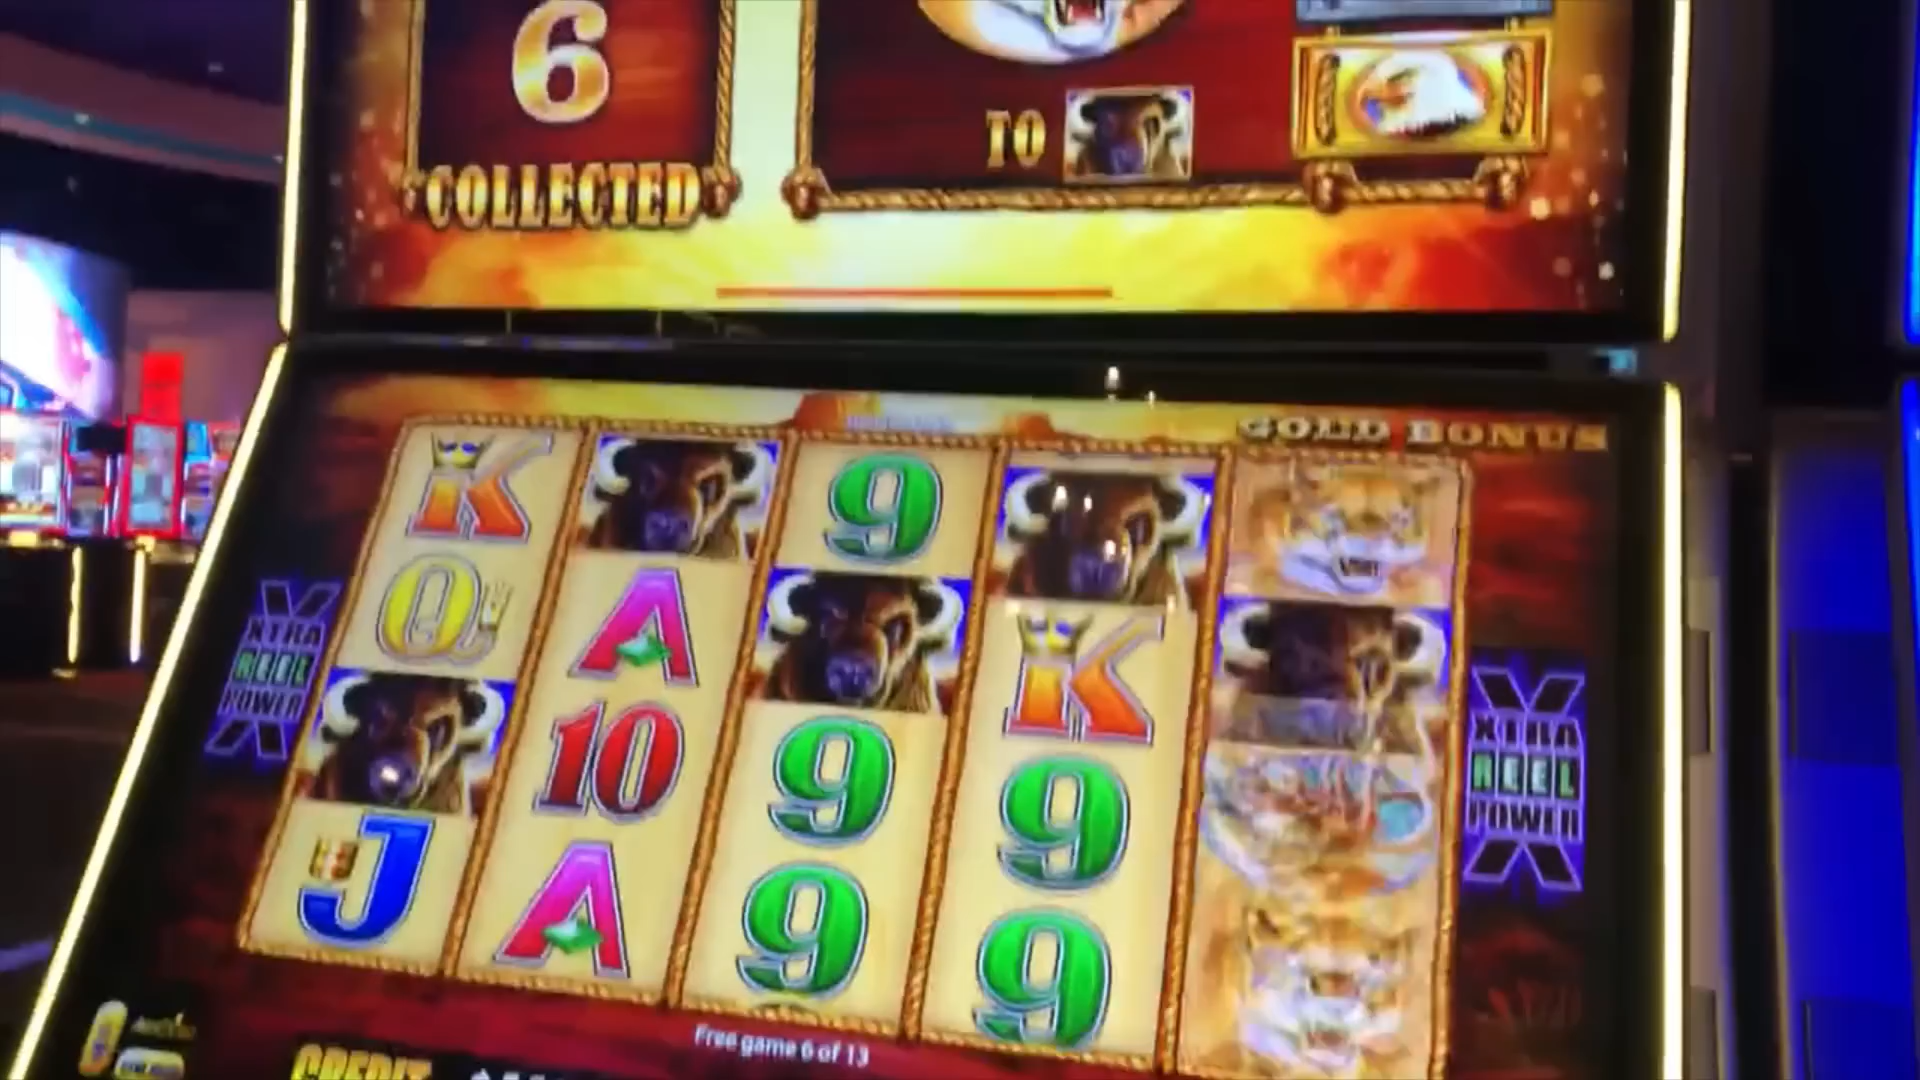 6
COLLECTED
TO
GOLD BONUS
K
9
Q
A
K
XTRA
REEL
POWER
10
9
9
XTRA
REEL
POWER
J
A
9
9
Free game 6 of 13
CREDIT